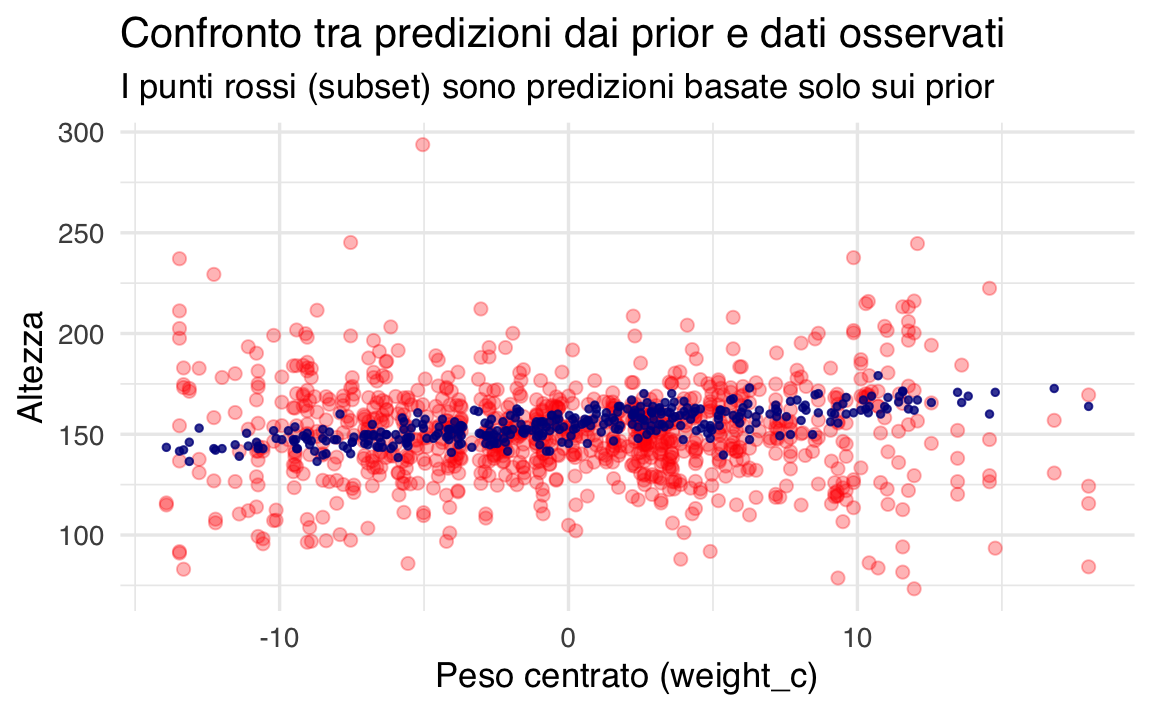 Confronto tra predizioni dai prior e dati osservati
I punti rossi (subset) sono predizioni basate solo sui prior
300
250
200
150
100
Altezza
-10 0 10
Peso centrato (weight_c)